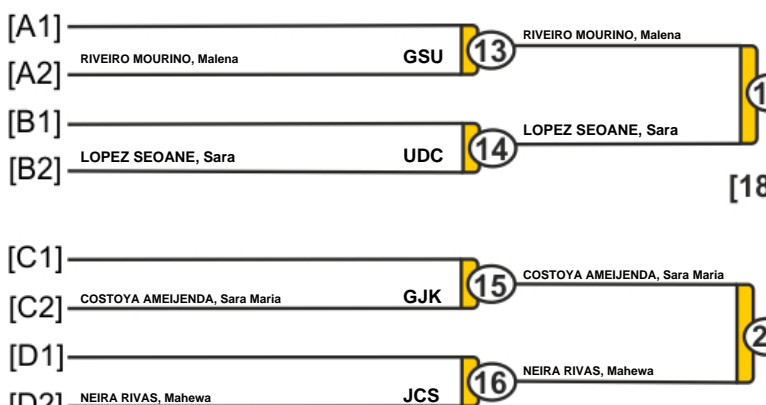 [A1]
RIVEIRO MOURINO, Malena
[A2] RIVEIRO MOURINO, Malena GSU 13
[B1]
LOPEZ SEOANE, Sara
[B2] LOPEZ SEOANE, Sara UDC 14
[18
[C1]
COSTOYA AMEIJENDA, Sara Maria
[C2] COSTOYA AMEIJENDA, Sara Maria GJK 15
[D1]
NEIRA RIVAS, Mahewa
[D2] NEIRA RIVAS, Mahewa JCS 16